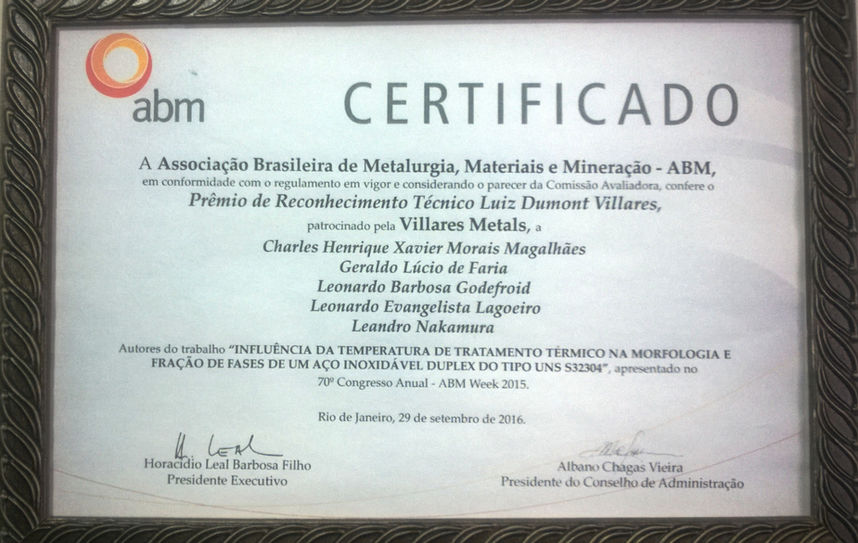 abm
CERTIFICADO
A Associação Brasileira de Metalurgia, Materiais e Mineração - ABM,
em conformidade com o regulamento em vigor e considerando o parecer da Comissão Avaliadora, confere o
Prêmio de Reconhecimento Técnico Luiz Dumont Villares,
patrocinado pela Villares Metals, a
Charles Henrique Xavier Morais Magalhães
Geraldo Lúcio de Faria
Leonardo Barbosa Godefroid
Leonardo Evangelista Lagoeiro
Leandro Nakamura
Autores do trabalho "INFLUÊNCIA DA TEMPERATURA DE TRATAMENTO TÉRMICO NA MORFOLOGIA E
FRAÇÃO DE FASES DE UM AÇO INOXIDÁVEL DUPLEX DO TIPO UNS S32304", apresentado no
70º Congresso Anual - ABM Week 2015.
Rio de Janeiro, 29 de setembro de 2016.
H. LEAL
Horacídio Leal Barbosa Filho
Presidente Executivo
Albano Chagas Vieira
Presidente do Conselho de Administração